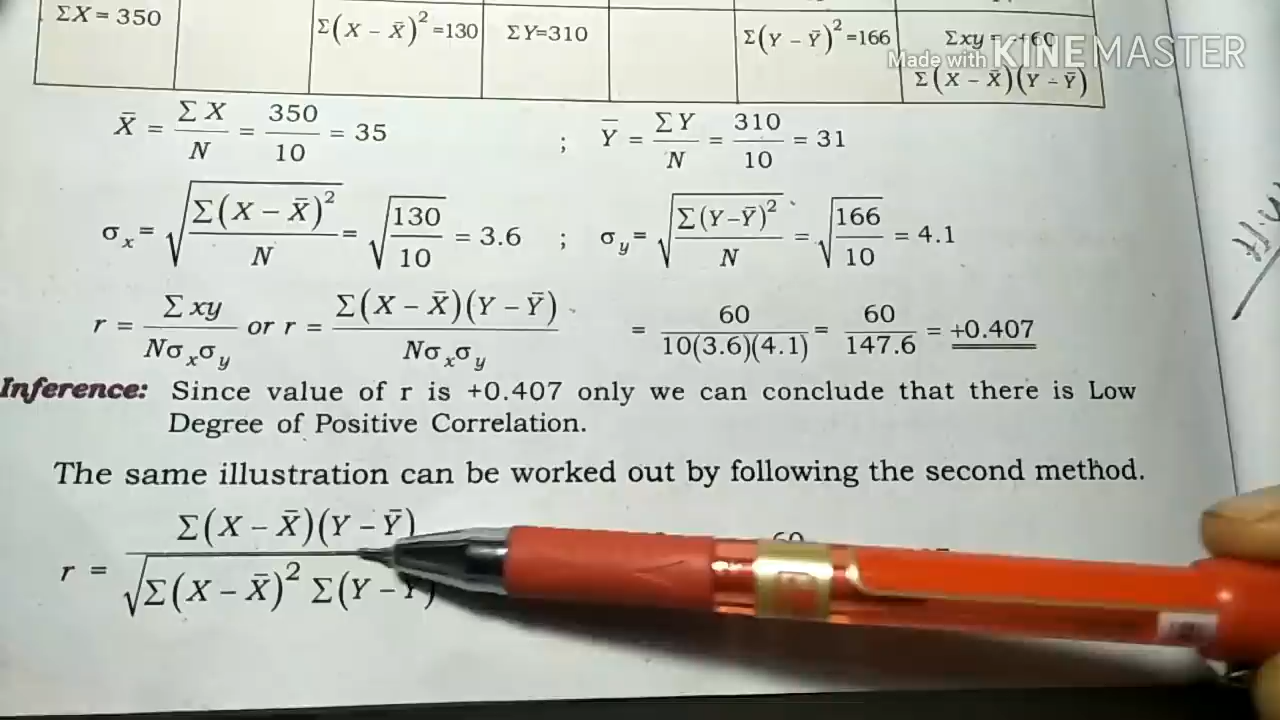 ΣX = 350
Σ(X − X̄)² =130
ΣY=310
Σ(Y − Ȳ)² =166
Σxy = +60
Σ(X − X̄)(Y − Ȳ)
Made with KINEMASTER
X̄ = ΣX/N = 350/10 = 35 ; Ȳ = ΣY/N = 310/10 = 31
σx = √(Σ(X − X̄)²/N) = √(130/10) = 3.6 ; σy = √(Σ(Y−Ȳ)²/N) = √(166/10) = 4.1
r = Σxy/Nσxσy or r = Σ(X − X̄)(Y − Ȳ)/Nσxσy = 60/10(3.6)(4.1) = 60/147.6 = +0.407
Inference: Since value of r is +0.407 only we can conclude that there is Low
Degree of Positive Correlation.
The same illustration can be worked out by following the second method.
r = Σ(X − X̄)(Y − Ȳ)/√Σ(X − X̄)² Σ(Y − Y)
60